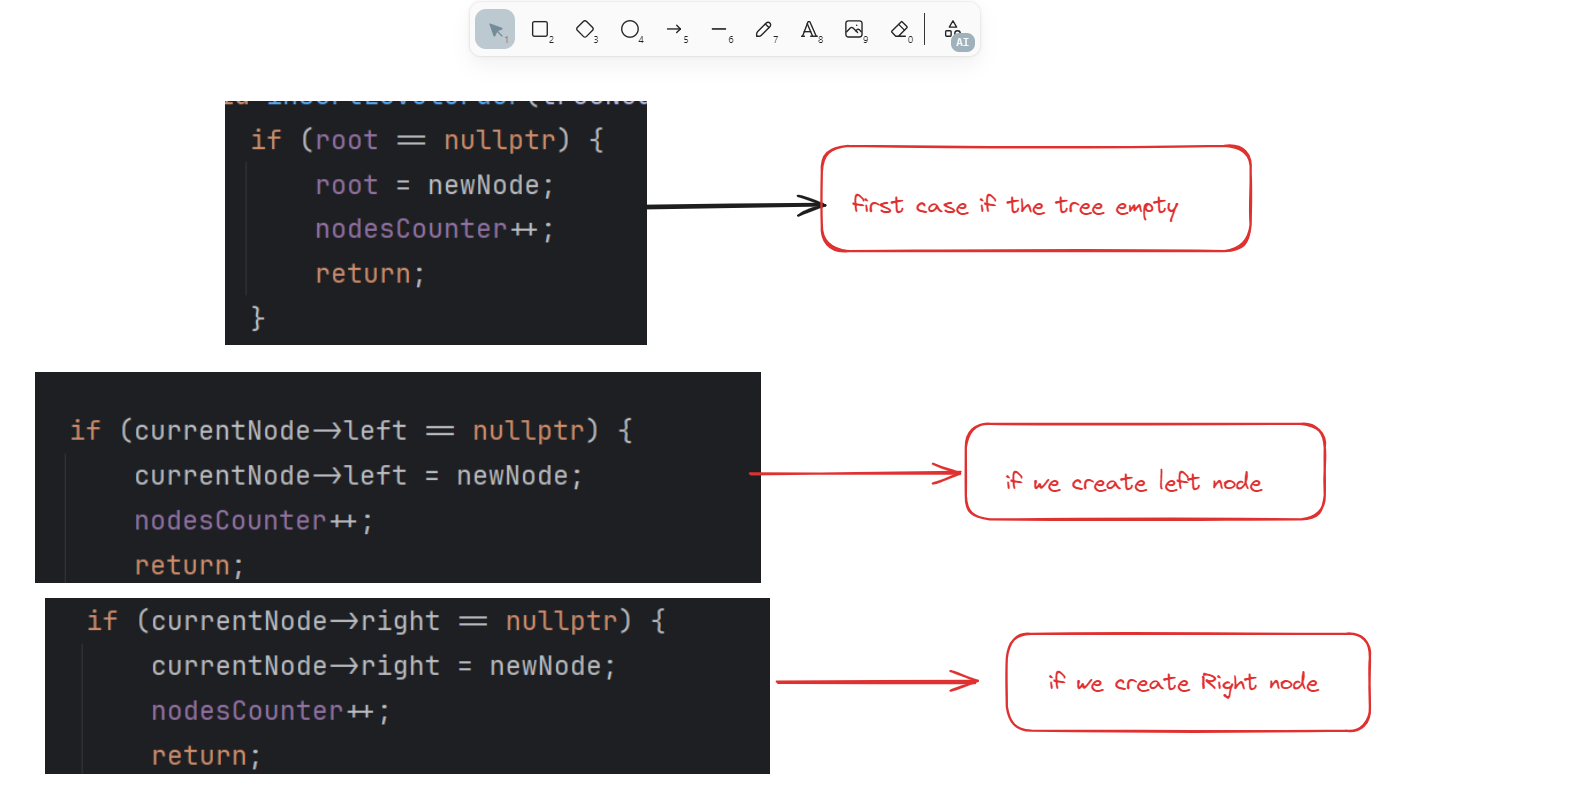 1 2 3 4 5 6 7 8 9 0 AI
if (root == nullptr) {
root = newNode;
nodesCounter++;
return;
}
first case if the tree empty
if (currentNode->left == nullptr) {
currentNode->left = newNode;
nodesCounter++;
return;
if we create left node
if (currentNode->right == nullptr) {
currentNode->right = newNode;
nodesCounter++;
return;
if we create Right node